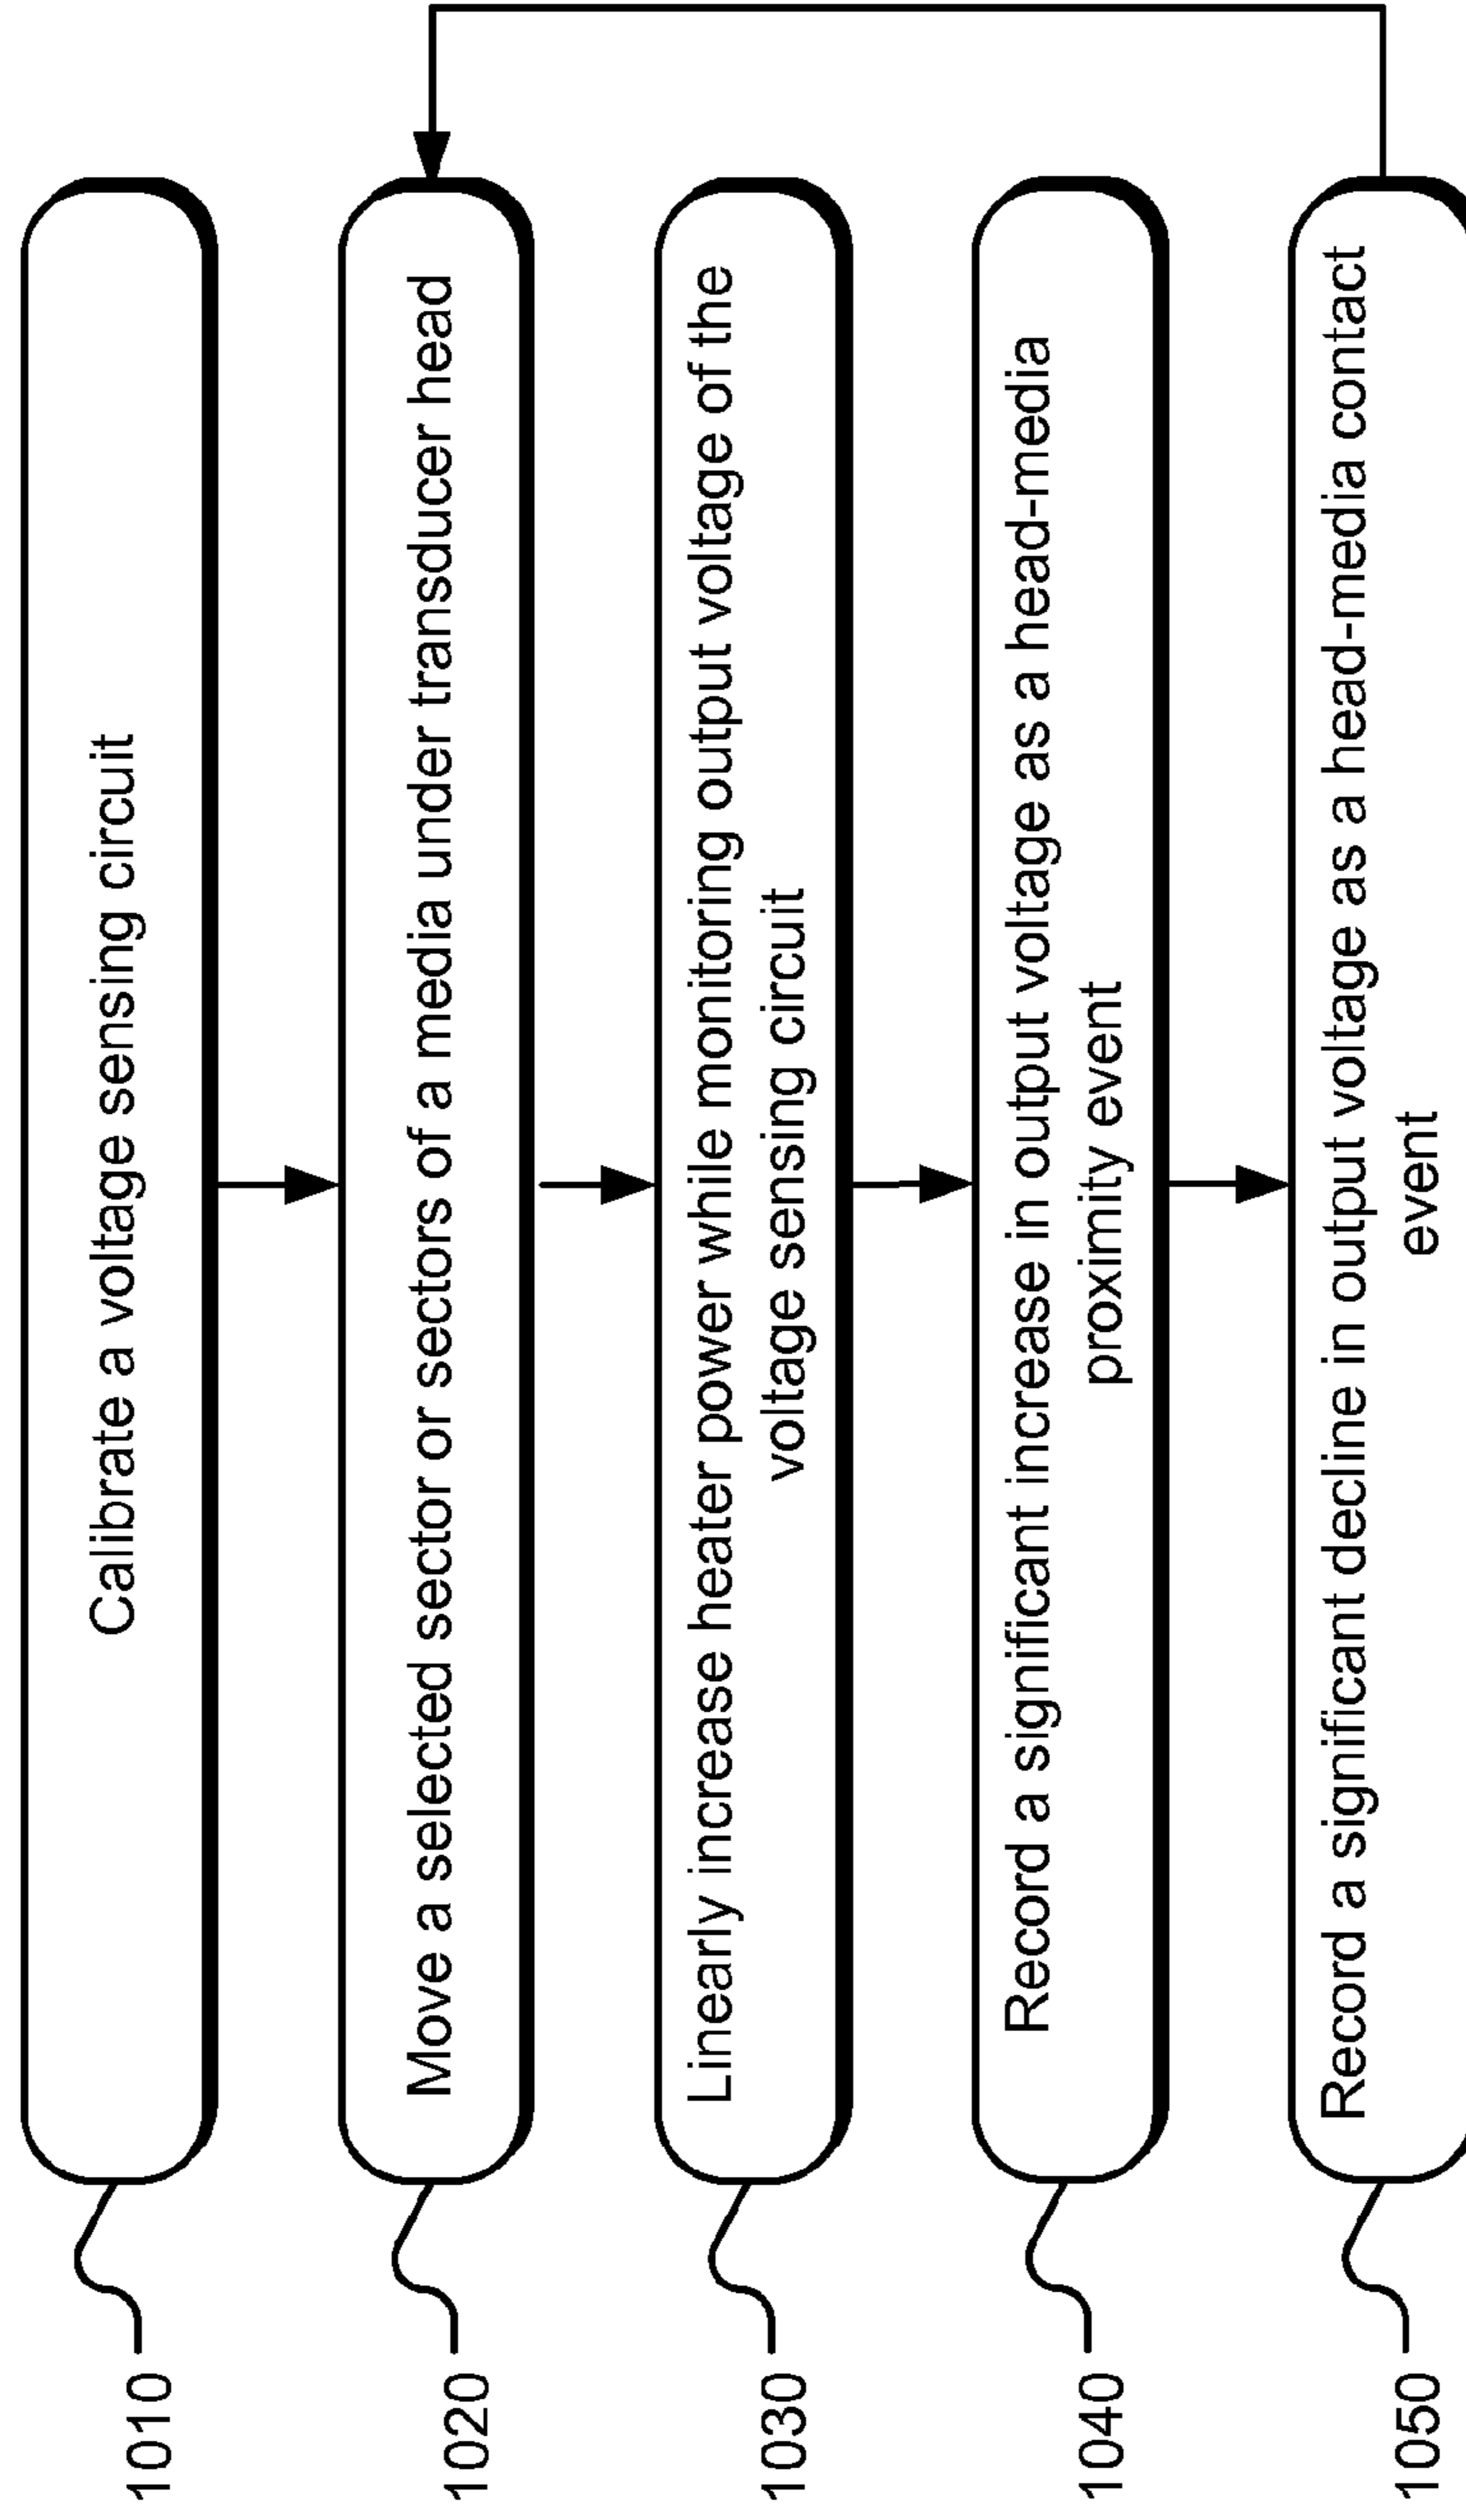 1010
Calibrate a voltage sensing circuit
1020
Move a selected sector or sectors of a media under transducer head
1030
Linearly increase heater power while monitoring output voltage of the
voltage sensing circuit
1040
Record a significant increase in output voltage as a head-media
proximity event
1050
Record a significant decline in output voltage as a head-media contact
event